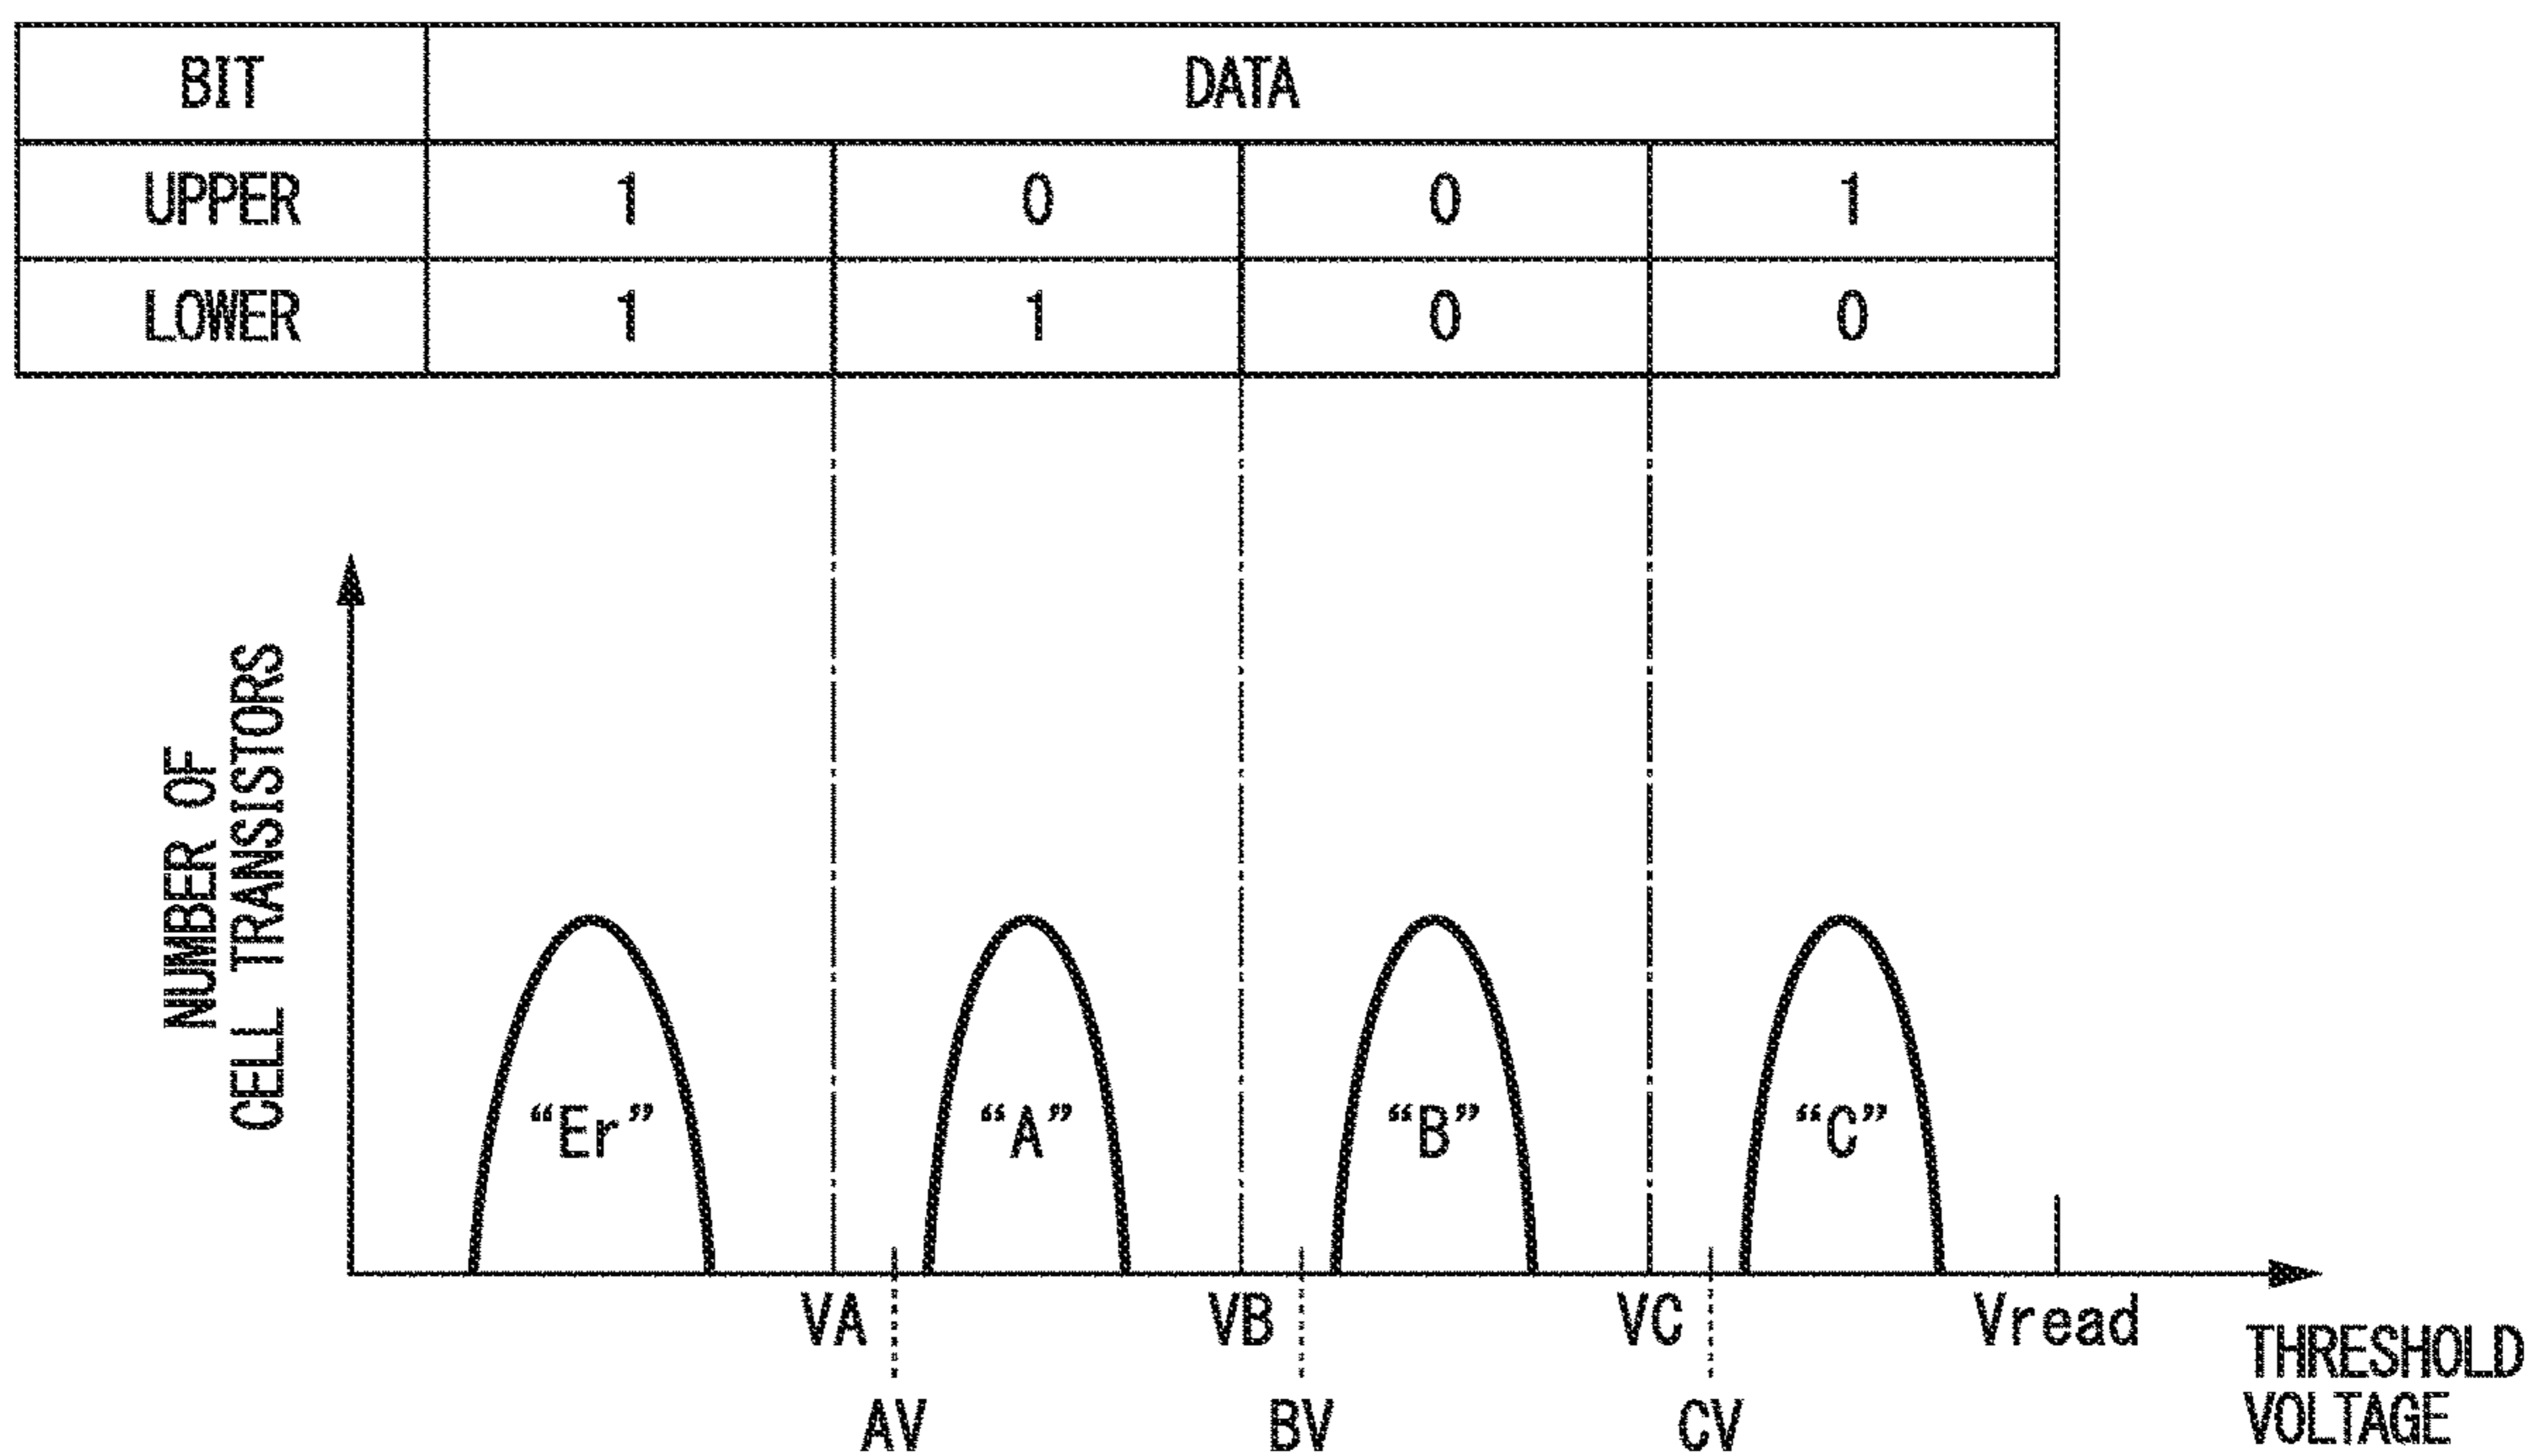 BIT DATA
UPPER 1 0 0 1
LOWER 1 1 0 0
NUMBER OF
CELL TRANSISTORS
“Er” “A” “B” “C”
VA VB VC Vread
AV BV CV
THRESHOLD
VOLTAGE